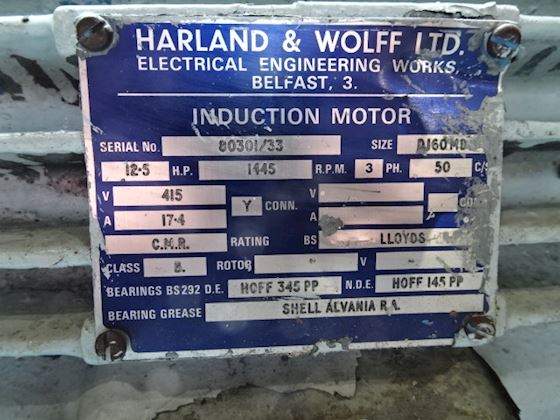 HARLAND & WOLFF LTD.
ELECTRICAL ENGINEERING WORKS,
BELFAST, 3.
INDUCTION MOTOR
SERIAL No. 80301/33 SIZE D160MD
12·5 H.P. 1445 R.P.M. 3 PH. 50 C/S
V 415 Y CONN. V -
A 17·4 A
C.M.R. RATING BS LLOYDS
CLASS B. ROTOR - V -
BEARINGS BS292 D.E. HOFF 345 PP N.D.E. HOFF 145 PP
BEARING GREASE SHELL ALVANIA RA.